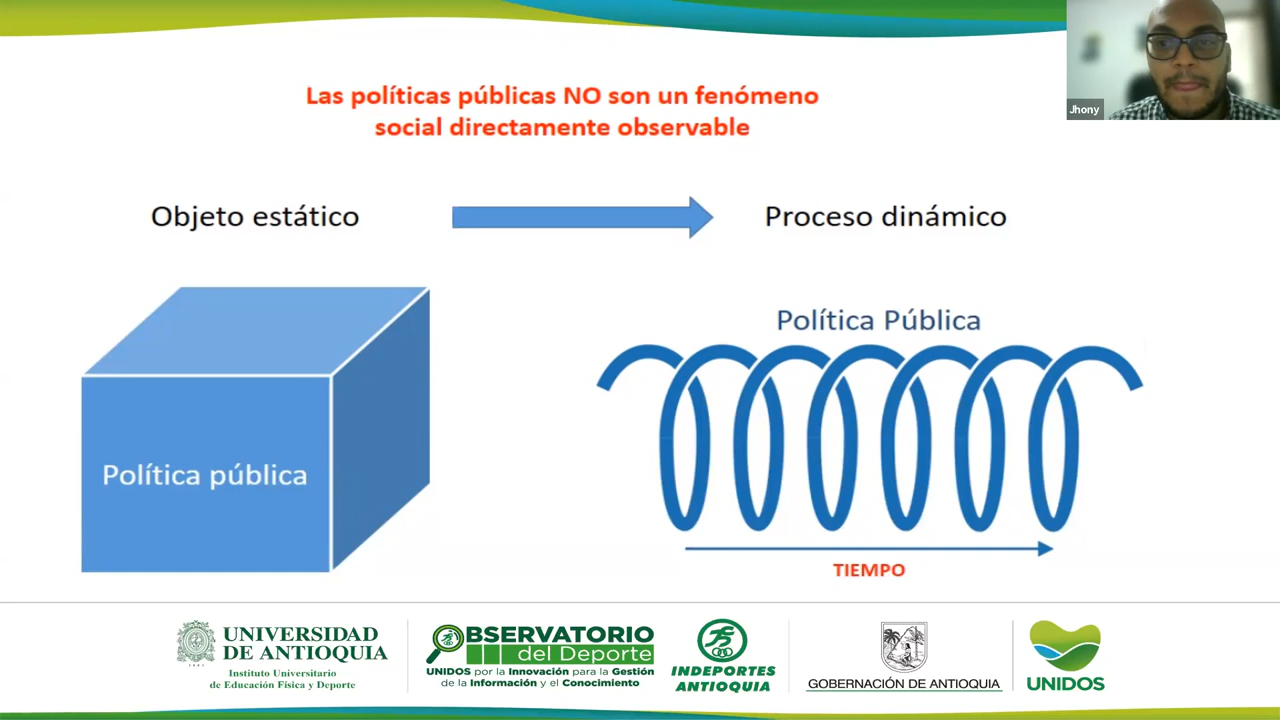 Jhony
Las políticas públicas NO son un fenómeno
social directamente observable
Objeto estático
Proceso dinámico
Política Pública
Política pública
TIEMPO
UNIVERSIDAD
DE ANTIOQUIA
1803
Instituto Universitario
de Educación Física y Deporte
OBSERVATORIO
del Deporte
UNIDOS por la Innovación para la Gestión
de la Información y el Conocimiento
INDEPORTES
ANTIOQUIA
GOBERNACIÓN DE ANTIOQUIA
UNIDOS